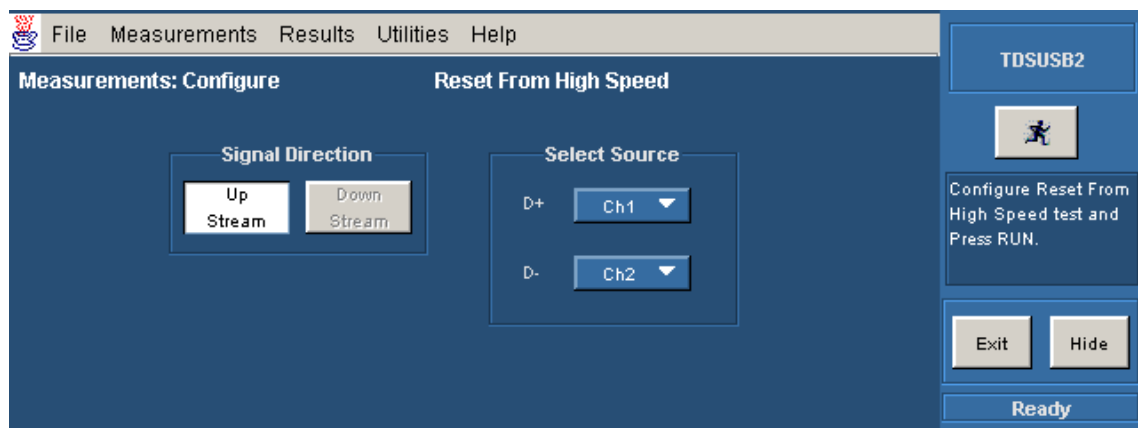 File Measurements Results Utilities Help
Measurements: Configure
Reset From High Speed
Signal Direction
Up
Stream
Down
Stream
Select Source
D+
Ch1
D-
Ch2
TDSUSB2
Configure Reset From
High Speed test and
Press RUN.
Exit
Hide
Ready